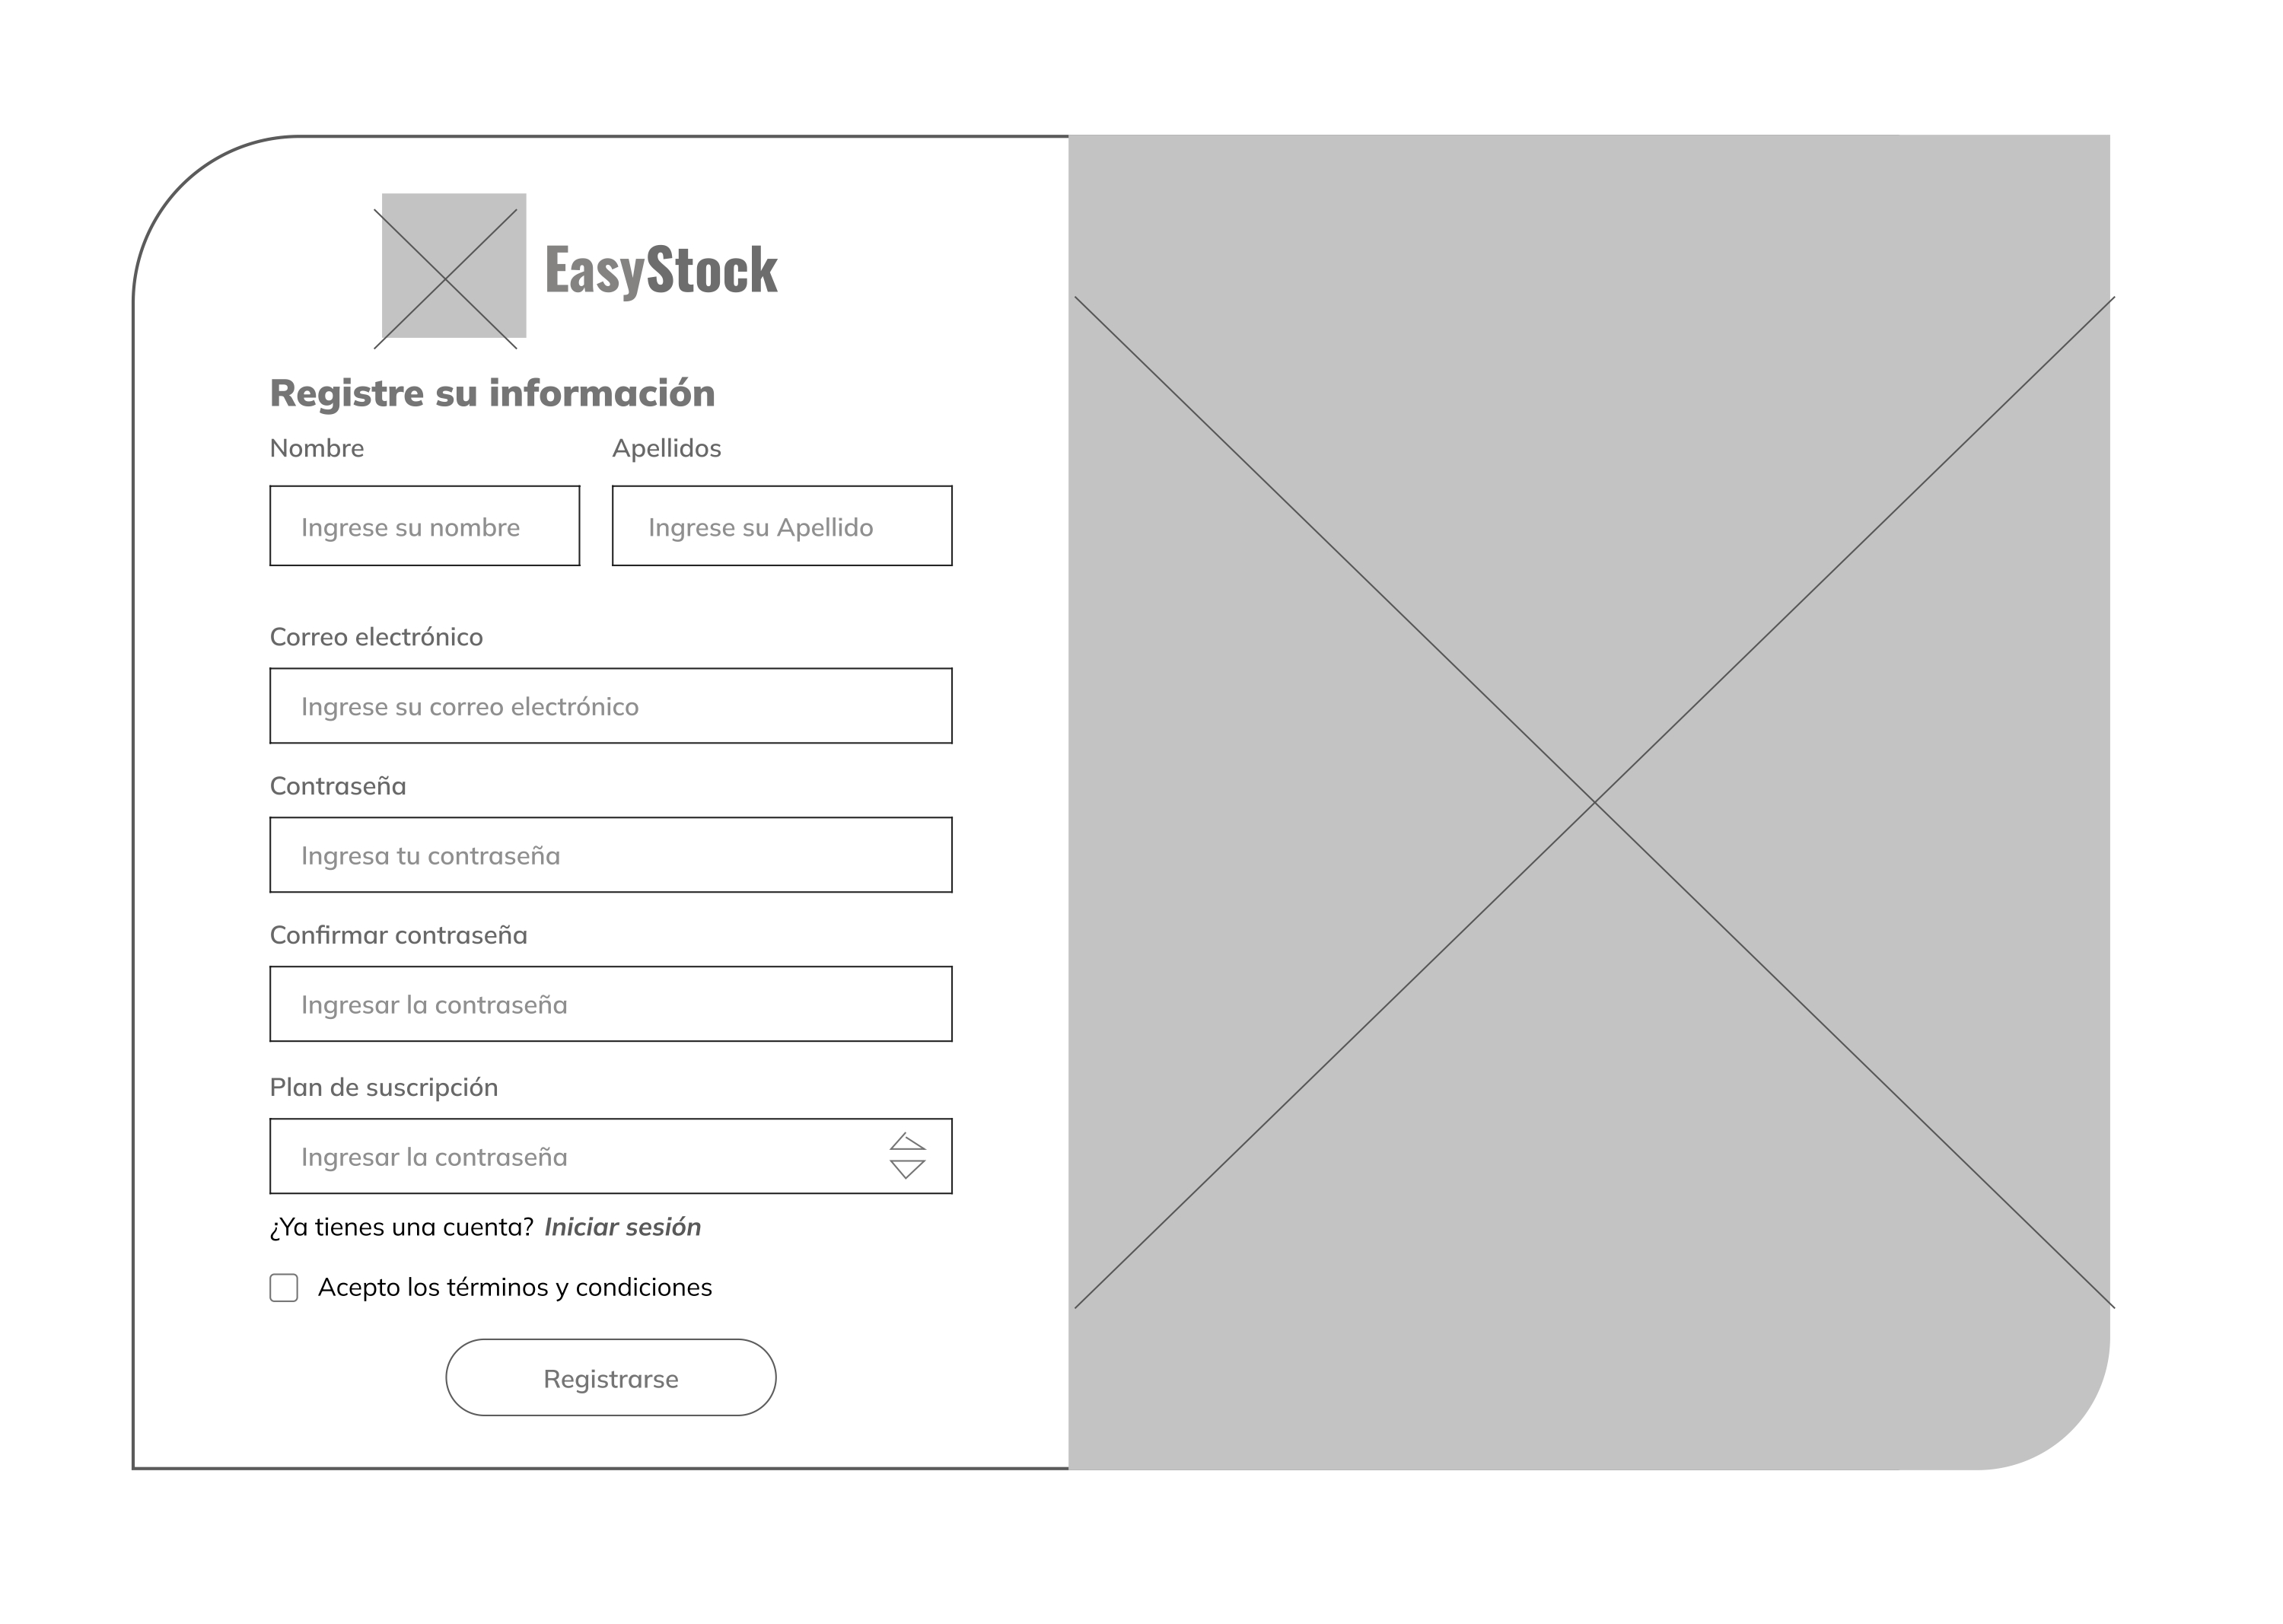 EasyStock
Registre su información
Nombre
Apellidos
Ingrese su nombre
Ingrese su Apellido
Correo electrónico
Ingrese su correo electrónico
Contraseña
Ingresa tu contraseña
Confirmar contraseña
Ingresar la contraseña
Plan de suscripción
Ingresar la contraseña
¿Ya tienes una cuenta? Iniciar sesión
Acepto los términos y condiciones
Registrarse